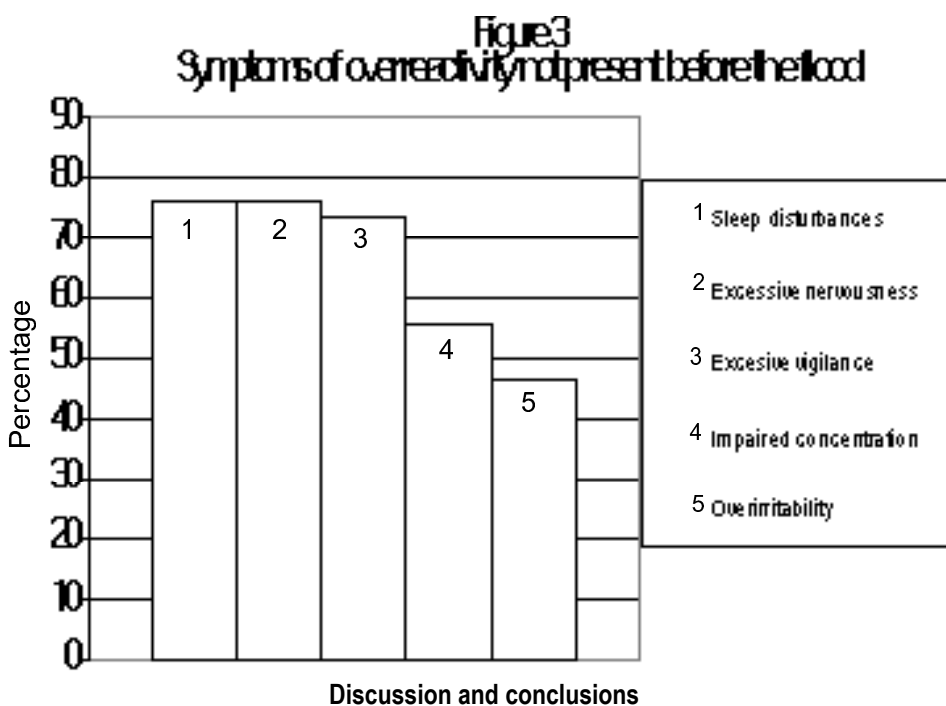 Figure 3
Symptoms of overreactivity not present before the flood
90
80
70
60
50
40
30
20
10
0
Percentage
1
2
3
4
5
1 Sleep disturbances
2 Excessive nervousness
3 Excesive vigilance
4 Impaired concentration
5 Overirritability
Discussion and conclusions